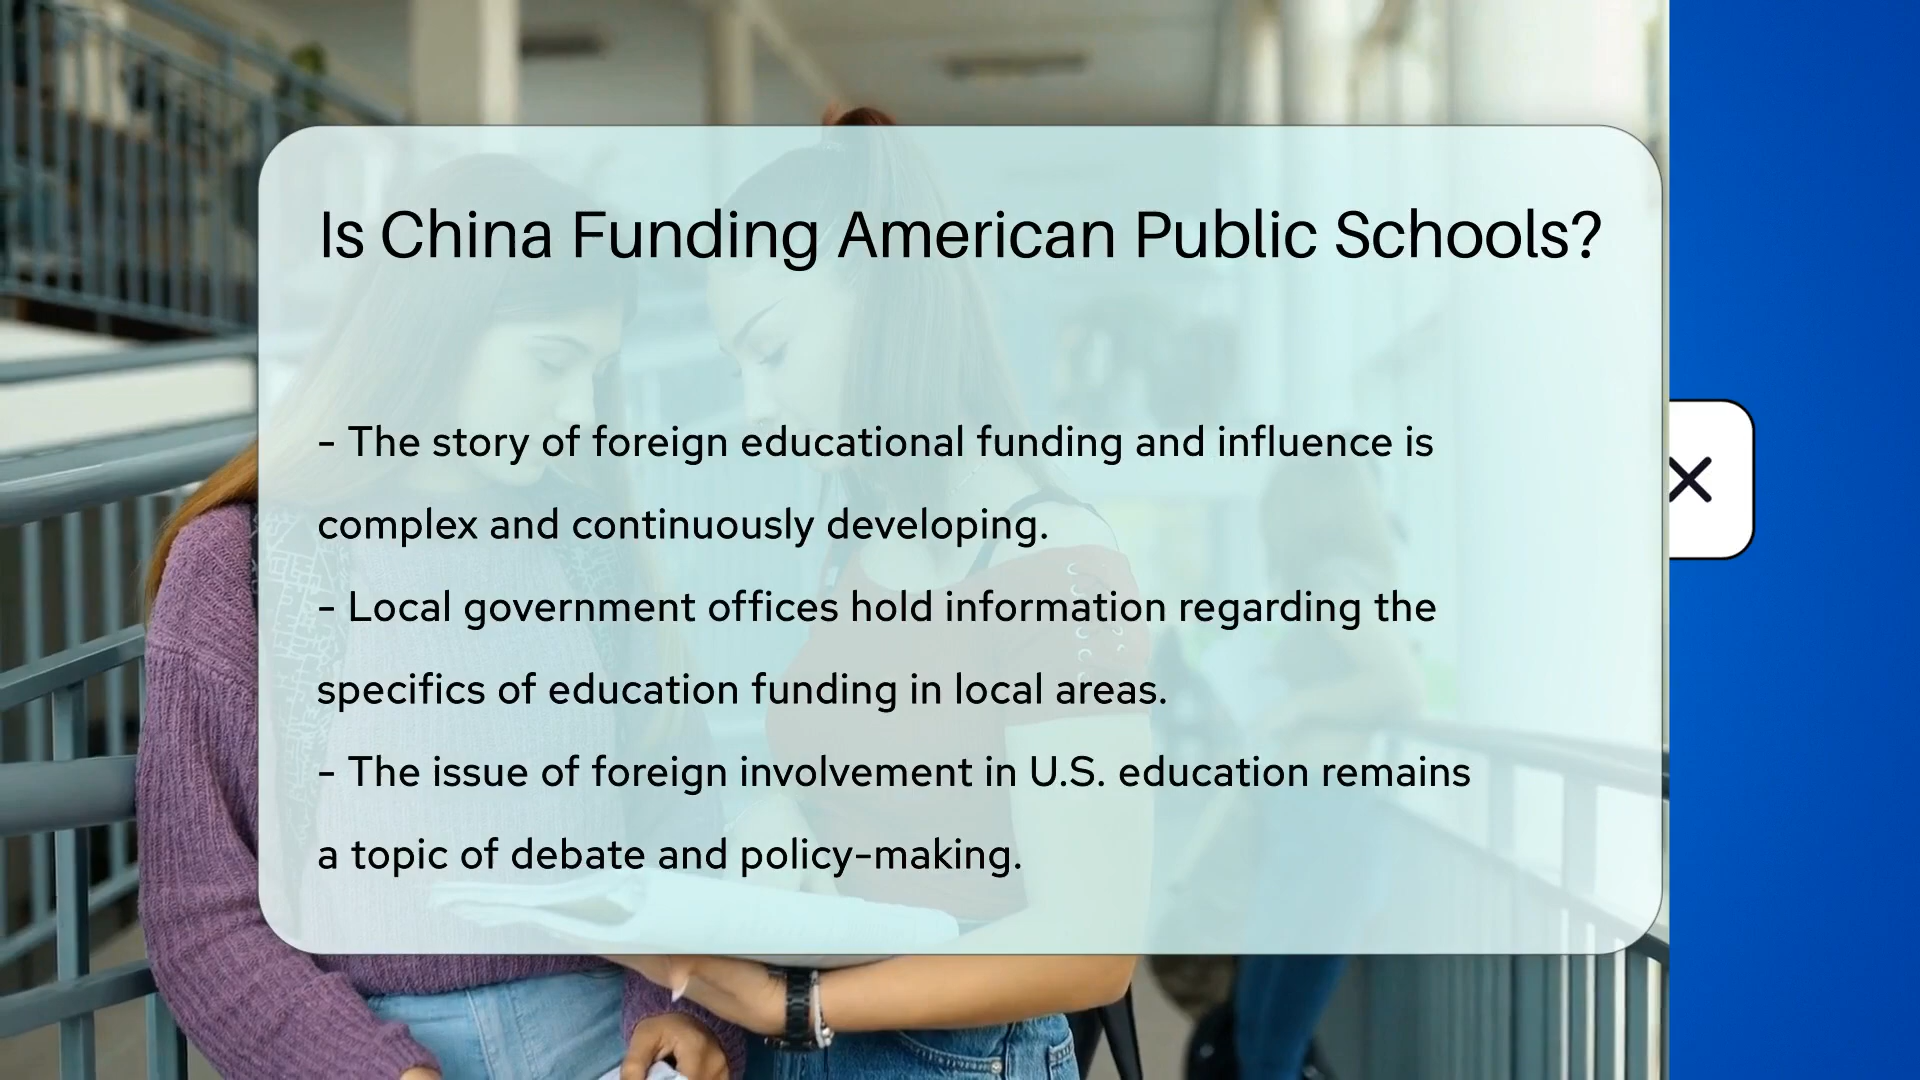 Is China Funding American Public Schools?
- The story of foreign educational funding and influence is
complex and continuously developing.
- Local government offices hold information regarding the
specifics of education funding in local areas.
- The issue of foreign involvement in U.S. education remains
a topic of debate and policy-making.